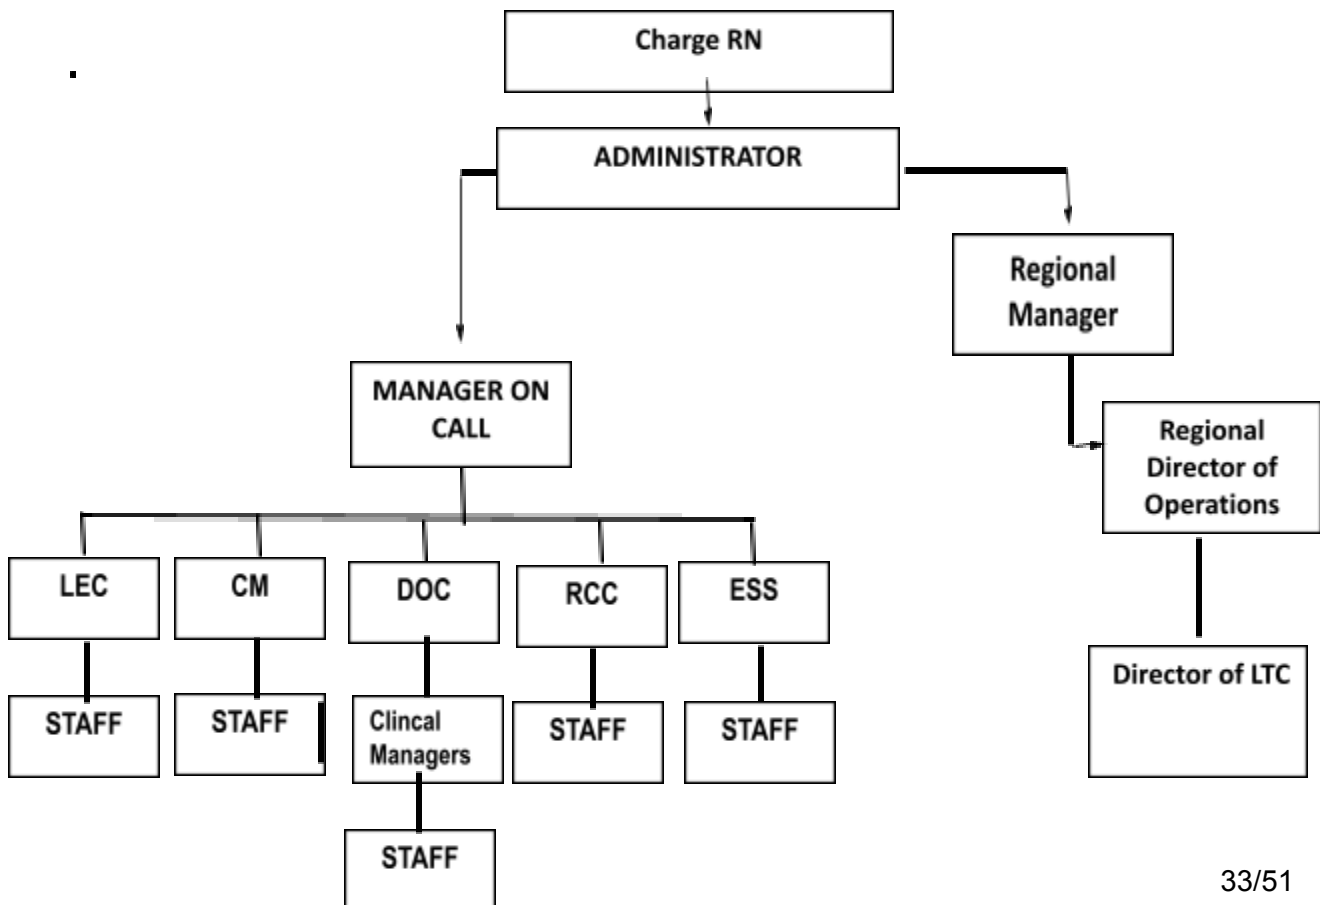 Charge RN
ADMINISTRATOR
Regional
Manager
MANAGER ON
CALL
Regional
Director of
Operations
LEC
CM
DOC
RCC
ESS
Director of LTC
STAFF
STAFF
Clincal
Managers
STAFF
STAFF
STAFF
33/51